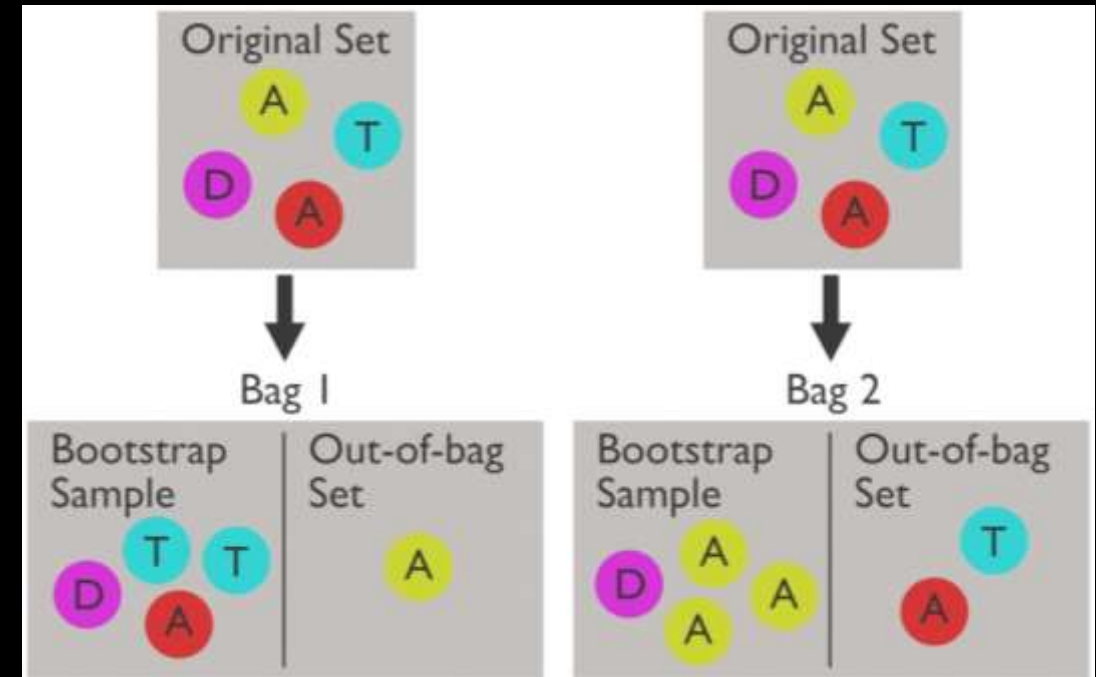 Original Set
A
T
D
A
Bag 1
Bootstrap
Sample
T
T
D
A
Out-of-bag
Set
A
Original Set
A
T
D
A
Bag 2
Bootstrap
Sample
A
D
A
A
Out-of-bag
Set
T
A